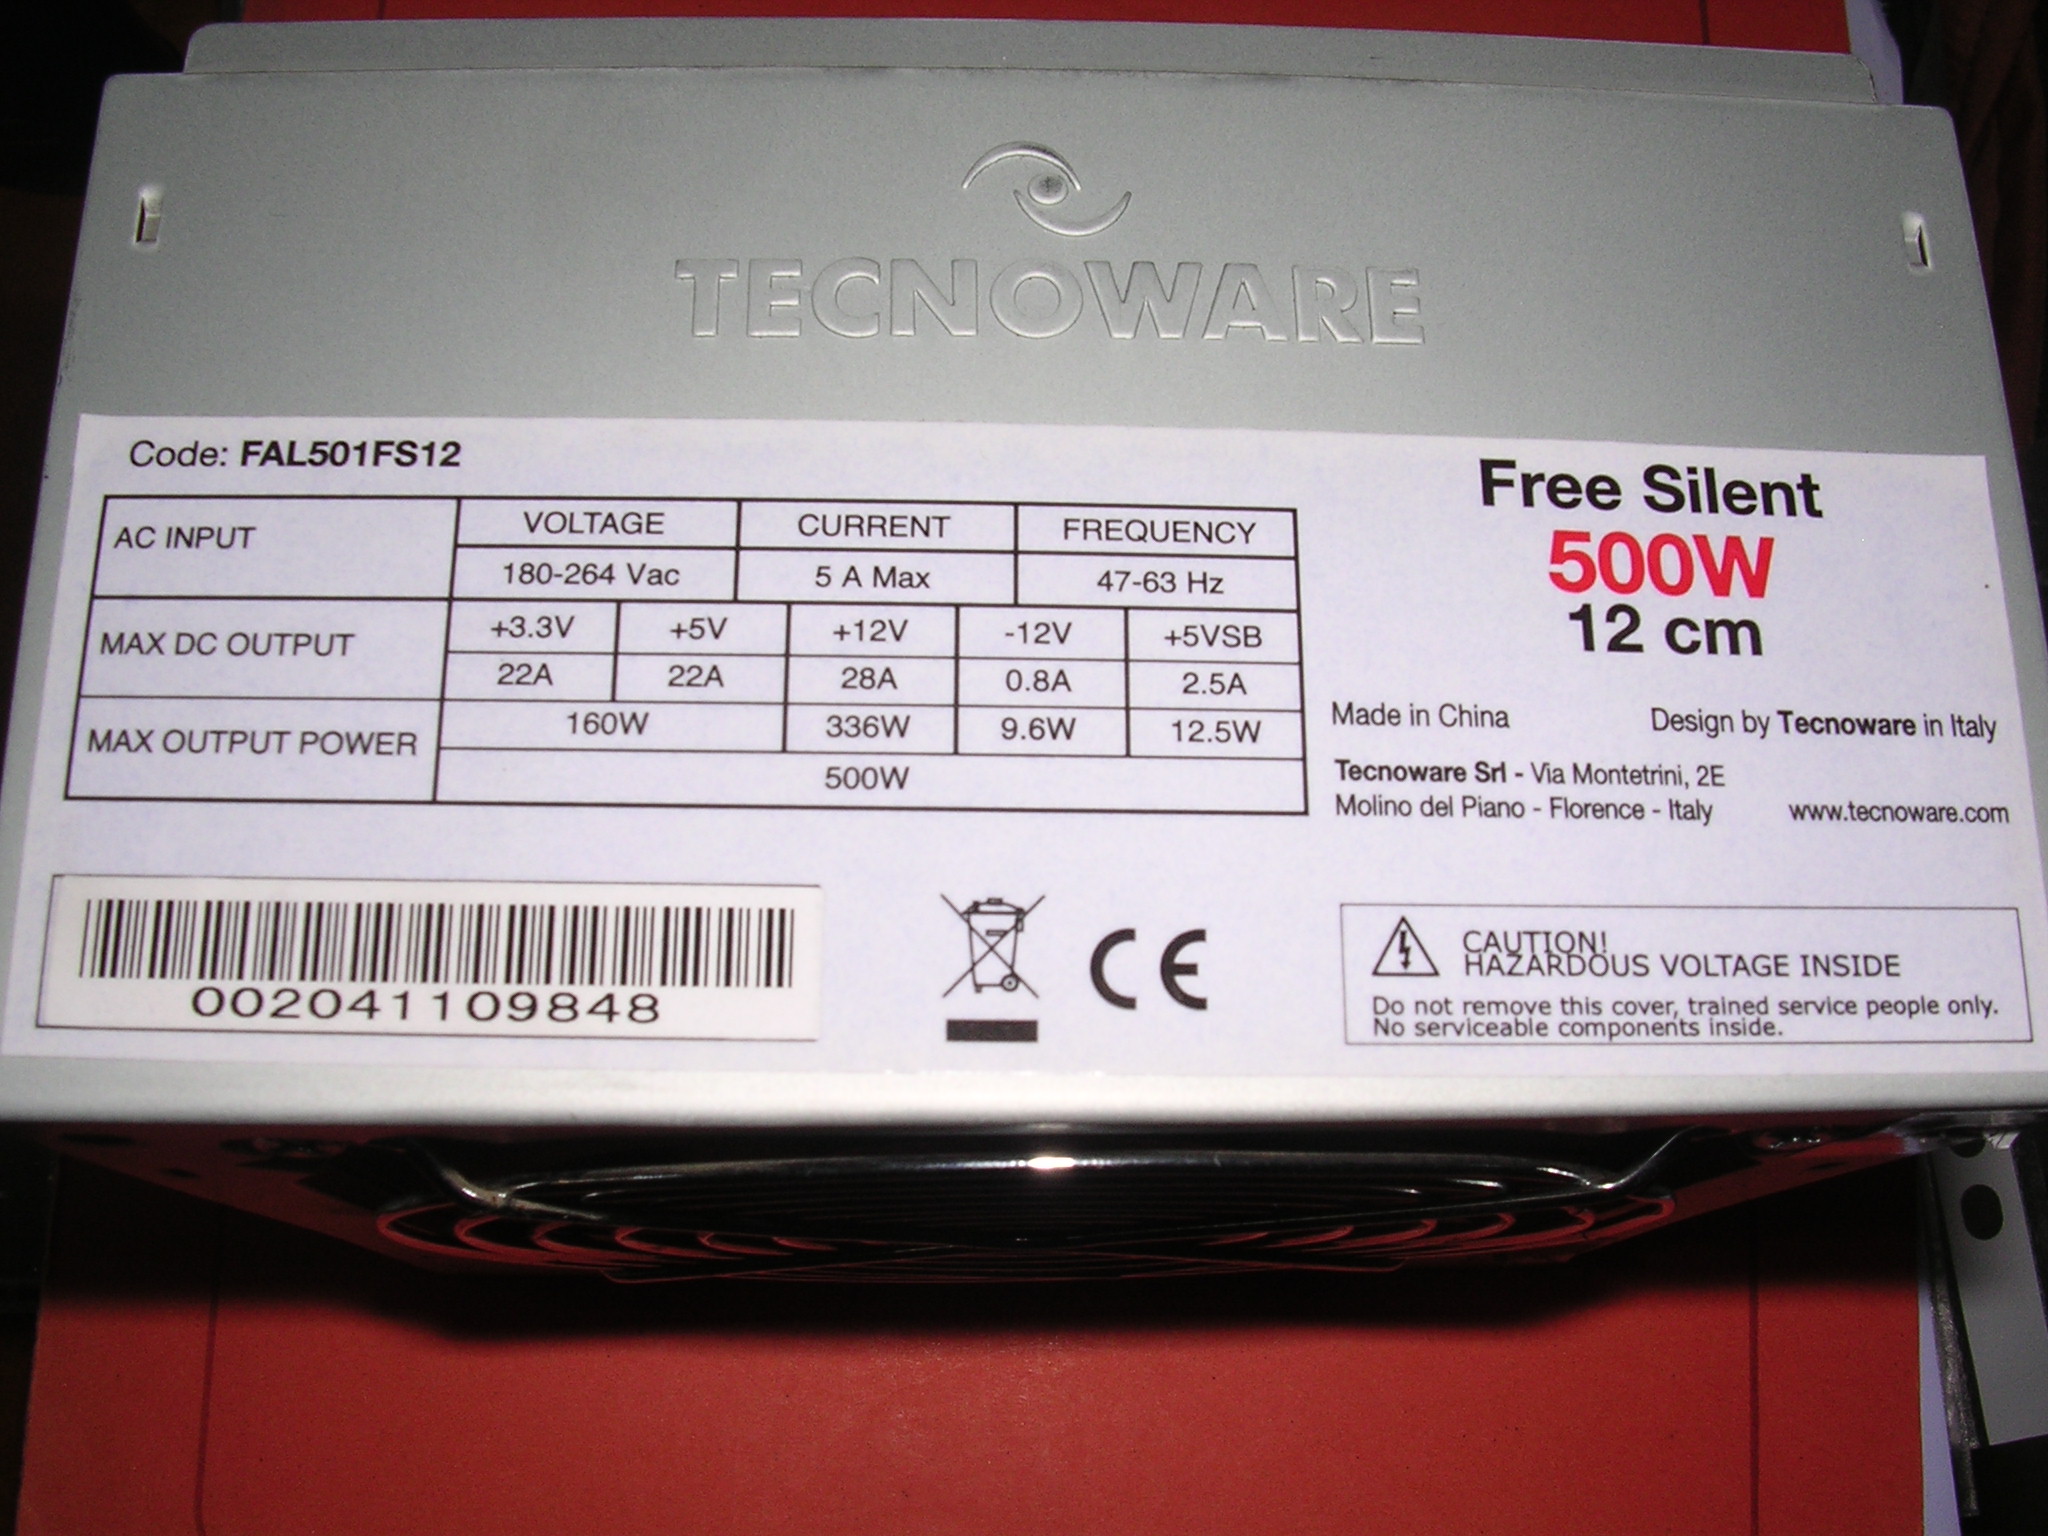 TECNOWARE
Code: FAL501FS12
AC INPUT
VOLTAGE CURRENT FREQUENCY
180-264 Vac 5 A Max 47-63 Hz
MAX DC OUTPUT
+3.3V +5V +12V -12V +5VSB
22A 22A 28A 0.8A 2.5A
MAX OUTPUT POWER
160W 336W 9.6W 12.5W
500W
Free Silent
500W
12 cm
Made in China Design by Tecnoware in Italy
Tecnoware Srl - Via Montetrini, 2E
Molino del Piano - Florence - Italy www.tecnoware.com
002041109848
CE
CAUTION!
HAZARDOUS VOLTAGE INSIDE
Do not remove this cover, trained service people only.
No serviceable components inside.